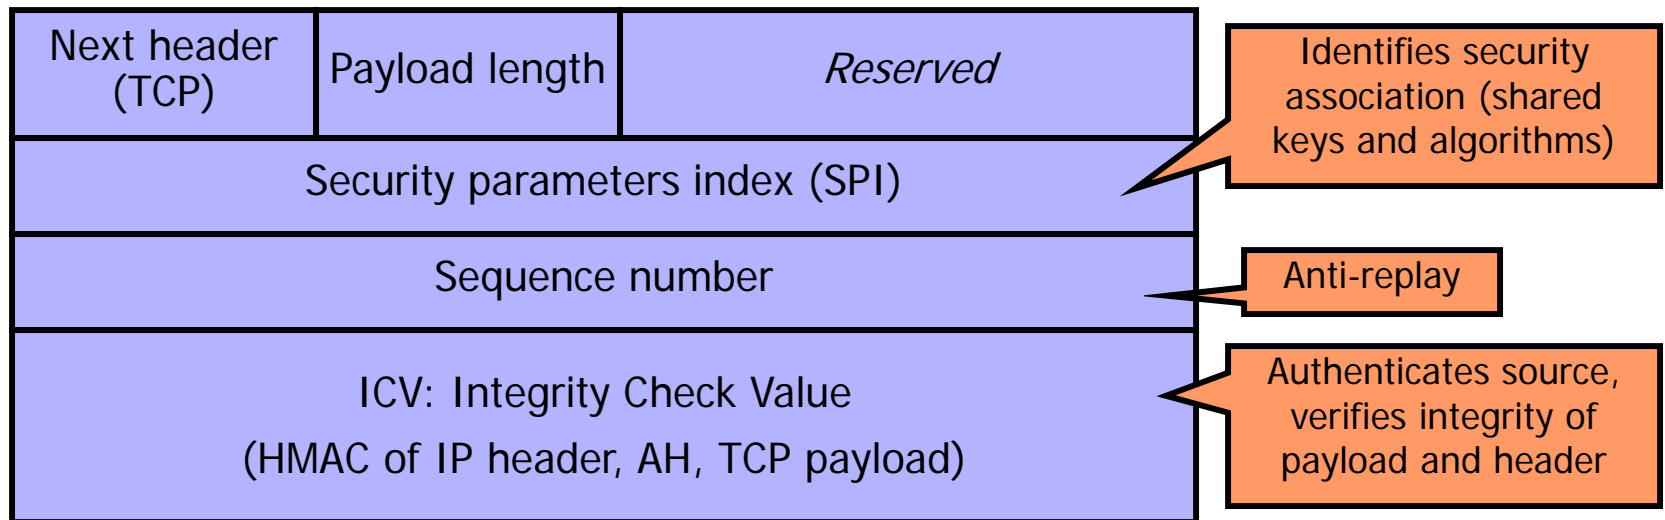 Next header
(TCP)
Payload length
Reserved
Identifies security
association (shared
keys and algorithms)
Security parameters index (SPI)
Sequence number
Anti-replay
ICV: Integrity Check Value
(HMAC of IP header, AH, TCP payload)
Authenticates source,
verifies integrity of
payload and header